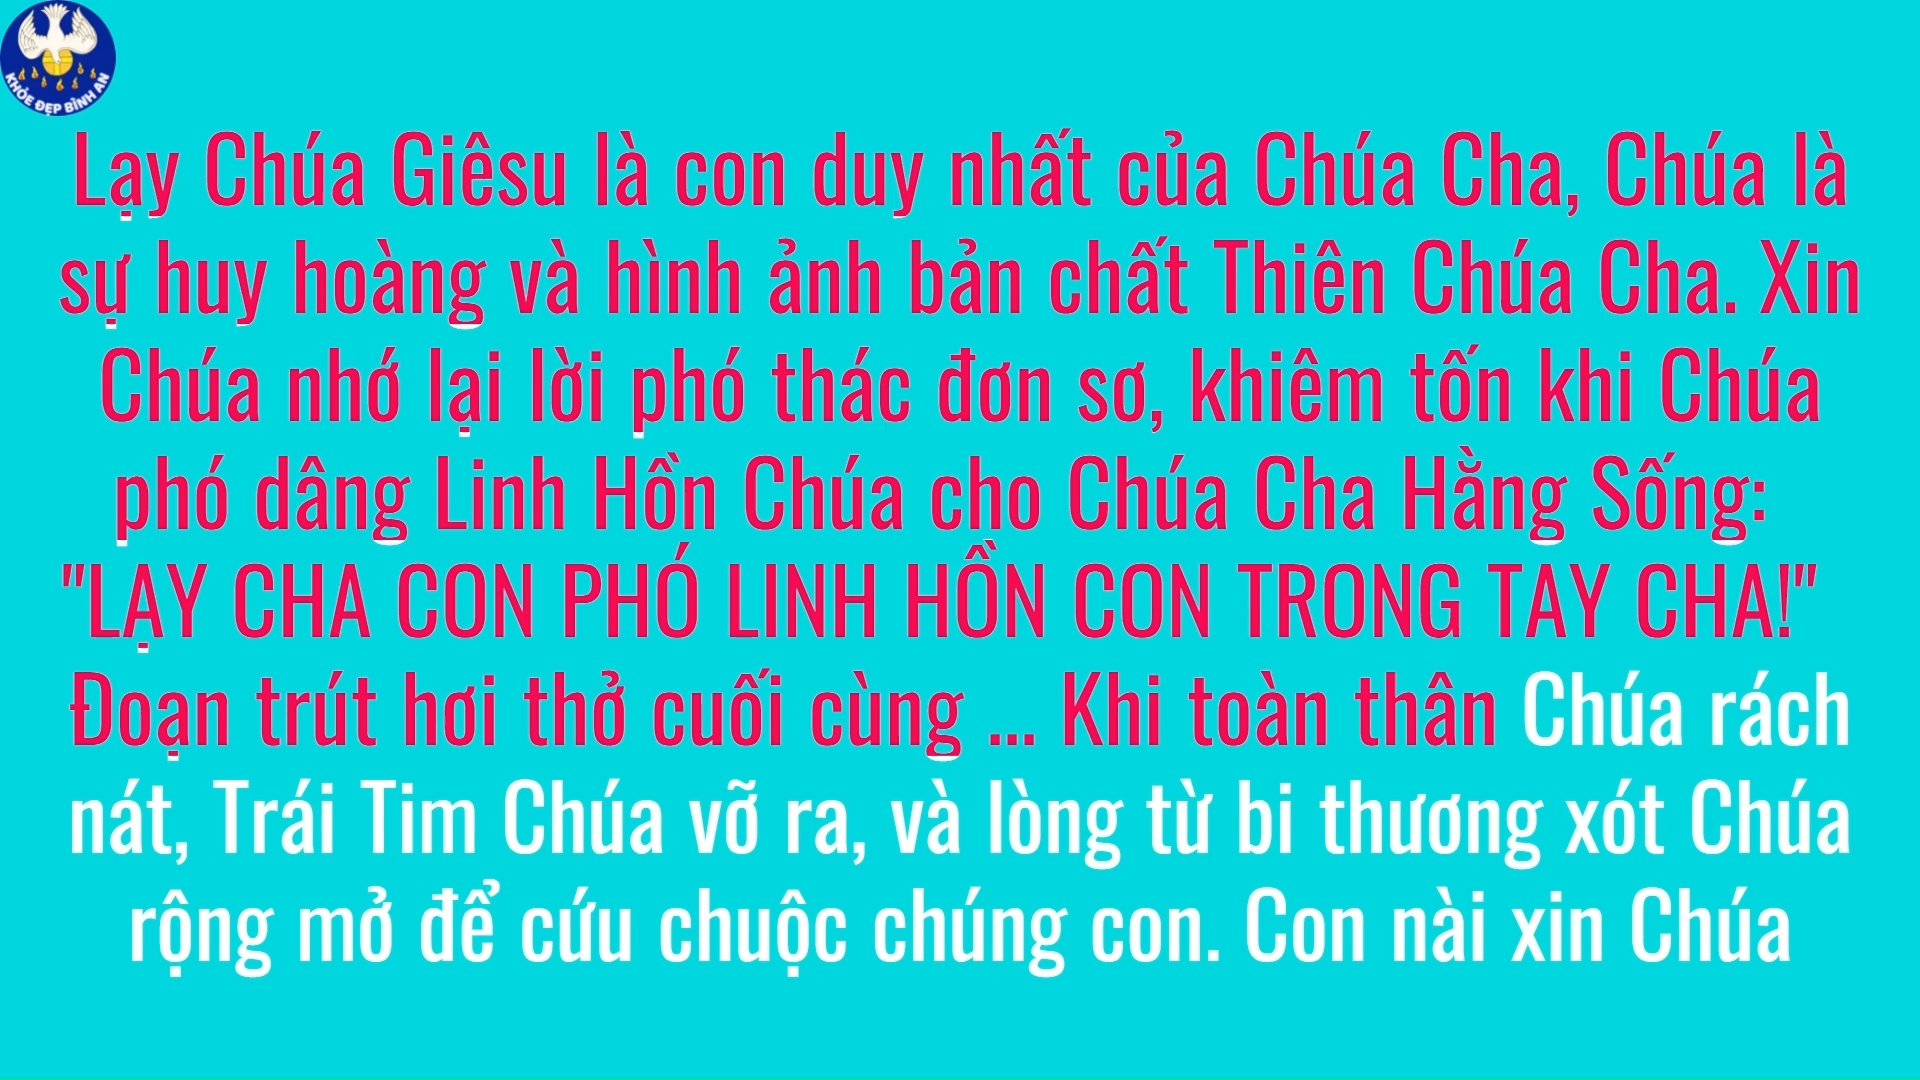 KHỎE ĐẸP BÌNH AN
Lạy Chúa Giêsu là con duy nhất của Chúa Cha, Chúa là
sự huy hoàng và hình ảnh bản chất Thiên Chúa Cha. Xin
Chúa nhớ lại lời phó thác đơn sơ, khiêm tốn khi Chúa
phó dâng Linh Hồn Chúa cho Chúa Cha Hằng Sống:
"LẠY CHA CON PHÓ LINH HỒN CON TRONG TAY CHA!"
Đoạn trút hơi thở cuối cùng ... Khi toàn thân Chúa rách
nát, Trái Tim Chúa vỡ ra, và lòng từ bi thương xót Chúa
rộng mở để cứu chuộc chúng con. Con nài xin Chúa